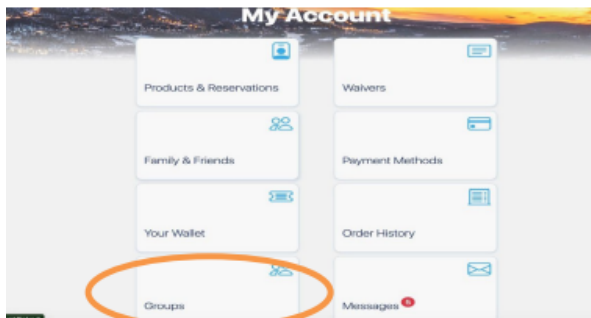 My Account
Products & Reservations
Waivers
Family & Friends
Payment Methods
Your Wallet
Order History
Groups
Messages